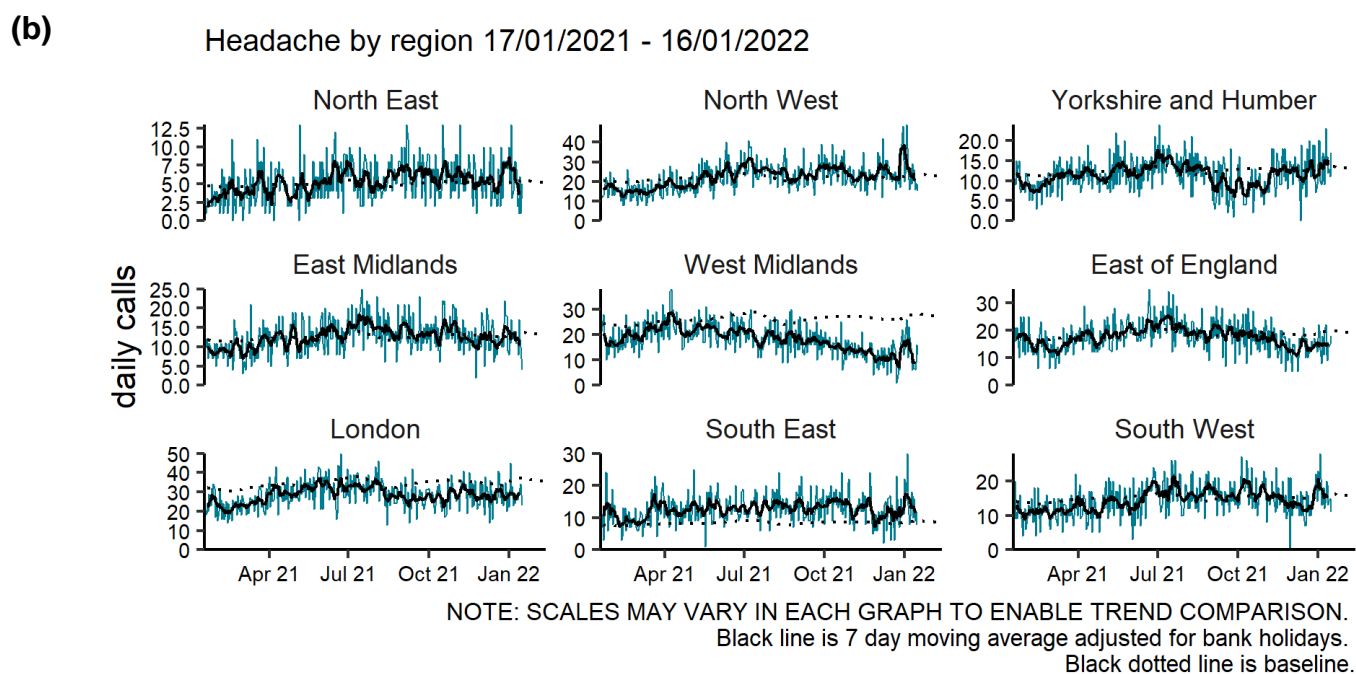 (b)
Headache by region 17/01/2021 - 16/01/2022
North East
12.5
10.0
7.5
5.0
2.5
0.0
North West
40
30
20
10
0
Yorkshire and Humber
20.0
15.0
10.0
5.0
0.0
daily calls
East Midlands
25.0
20.0
15.0
10.0
5.0
0.0
West Midlands
30
20
10
0
East of England
30
20
10
0
London
50
40
30
20
10
0
Apr 21 Jul 21 Oct 21 Jan 22
South East
30
20
10
0
Apr 21 Jul 21 Oct 21 Jan 22
South West
20
10
0
Apr 21 Jul 21 Oct 21 Jan 22
NOTE: SCALES MAY VARY IN EACH GRAPH TO ENABLE TREND COMPARISON.
Black line is 7 day moving average adjusted for bank holidays.
Black dotted line is baseline.